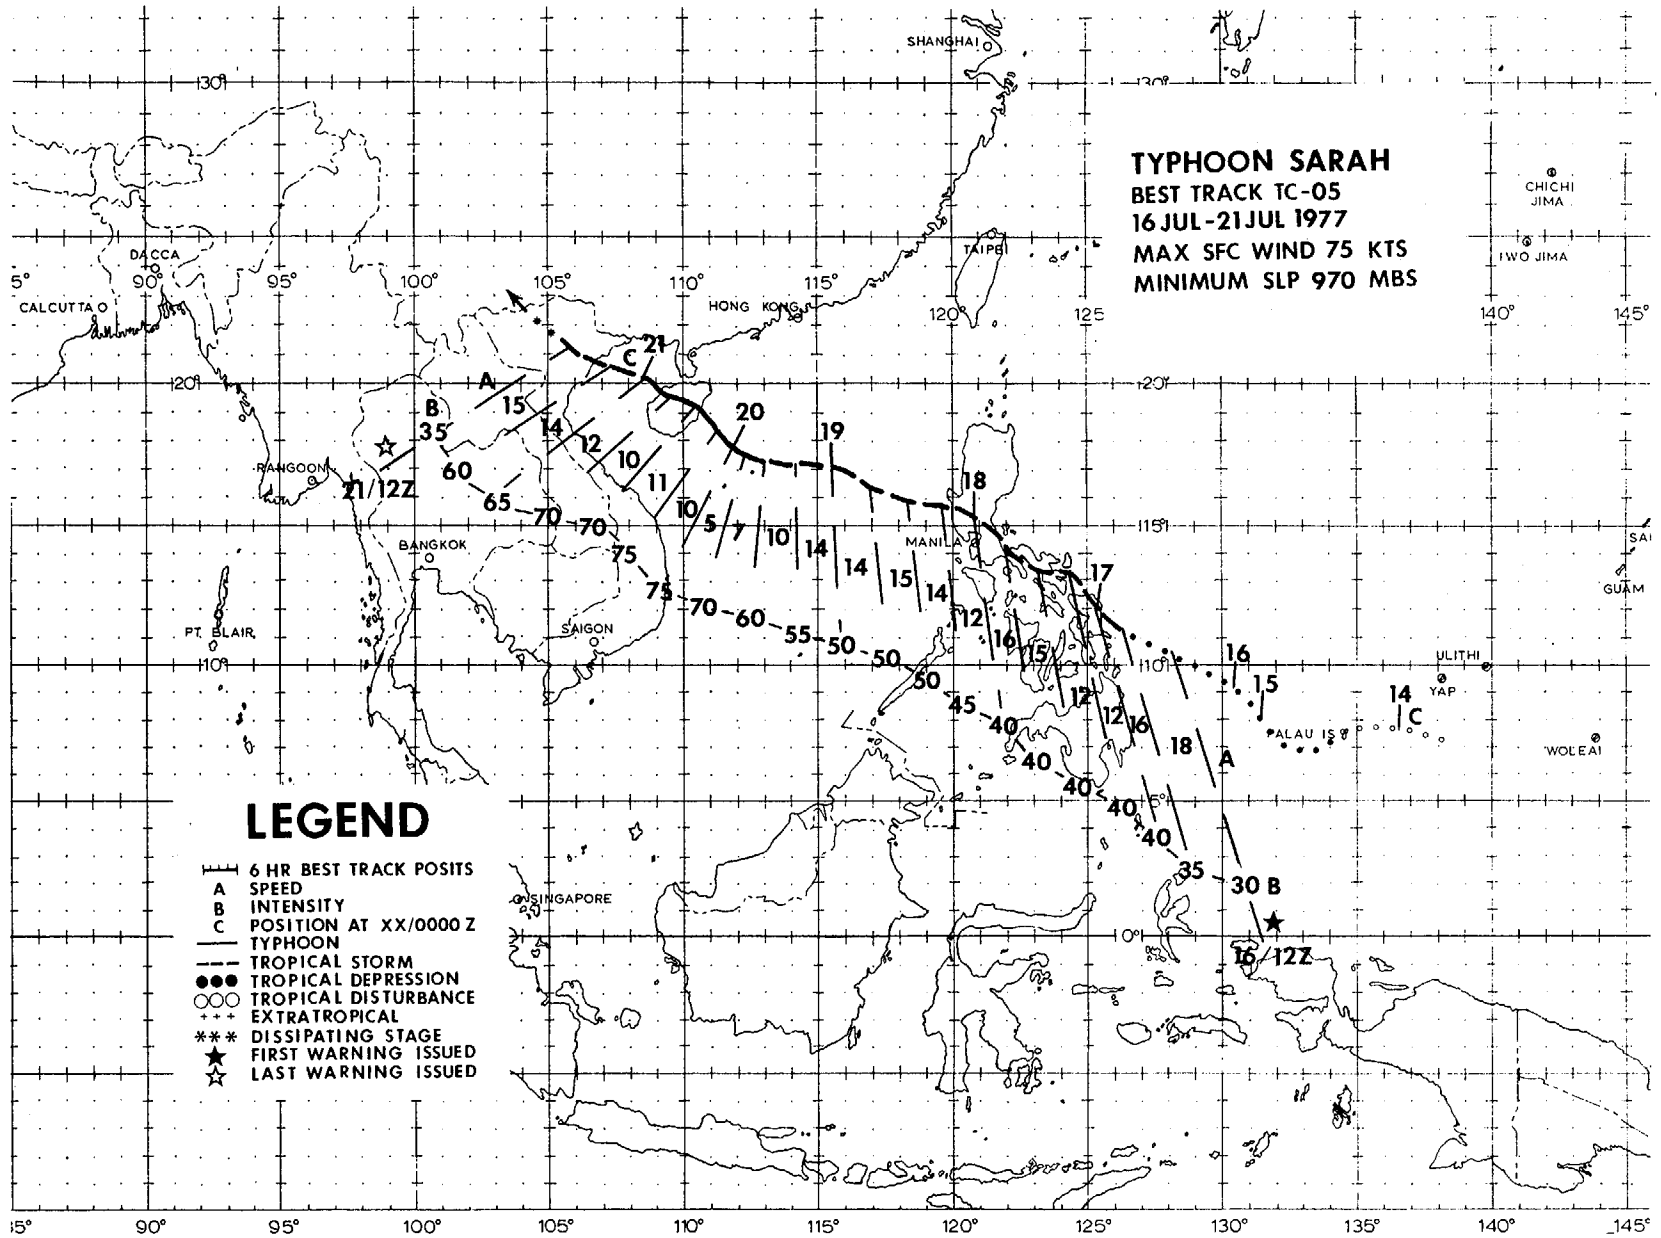 SHANGHAI
30°
30°
TYPHOON SARAH
BEST TRACK TC-05
16 JUL-21 JUL 1977
MAX SFC WIND 75 KTS
MINIMUM SLP 970 MBS
CHICHI
JIMA
IWO JIMA
TAIPEI
DACCA
5°
90°
95°
100°
105°
110°
115°
120°
125
140°
145°
CALCUTTA
HONG KONG
C
21
20°
20°
A
15
14
12
10
11
10
5
7
10
14
14
15
14
12
16
15
12
12
16
18
A
B
35
60
65
70
70
75
75
70
60
55
50
50
50
45
40
40
40
40
40
35
30 B
20
19
18
17
16
15
14
C
RANGOON
21/12Z
15°
BANGKOK
MANILA
SAI
GUAM
PT. BLAIR
SAIGON
10°
10°
ULITHI
YAP
PALAU IS
WOLEAI
5°
SINGAPORE
0°
16/12Z
LEGEND
6 HR BEST TRACK POSITS
A SPEED
B INTENSITY
C POSITION AT XX/0000 Z
TYPHOON
TROPICAL STORM
TROPICAL DEPRESSION
TROPICAL DISTURBANCE
+++ EXTRATROPICAL
*** DISSIPATING STAGE
FIRST WARNING ISSUED
LAST WARNING ISSUED
85° 90° 95° 100° 105° 110° 115° 120° 125° 130° 135° 140° 145°